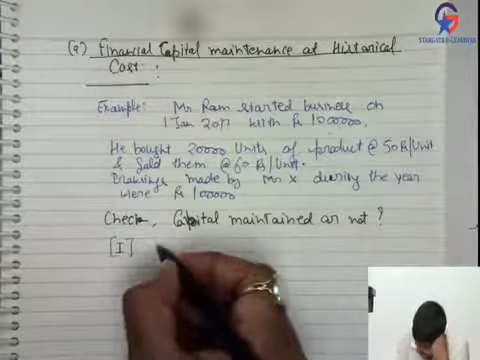 STARGATE E-LEARNING
(a) Financial Capital maintenance at Historical
Cost :
Example: Mr. Ram started business on
1 Jan 2017 with ₨ 1000000.
He bought 20000 Units of product @ 50 ₨/Unit
& Sold them @ 60 ₨/Unit.
Drawings made by Mr X during the year
were ₨ 100000
Check, Capital maintained or not ?
[I]